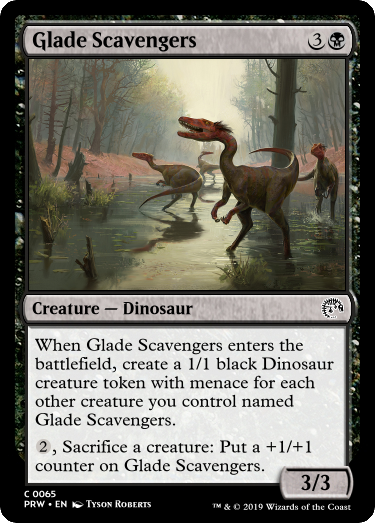 Glade Scavengers 3
Creature — Dinosaur
When Glade Scavengers enters the
battlefield, create a 1/1 black Dinosaur
creature token with menace for each
other creature you control named
Glade Scavengers.
2 , Sacrifice a creature: Put a +1/+1
counter on Glade Scavengers.
3/3
C 0065
PRW • EN Tyson Roberts
™ & © 2019 Wizards of the Coast